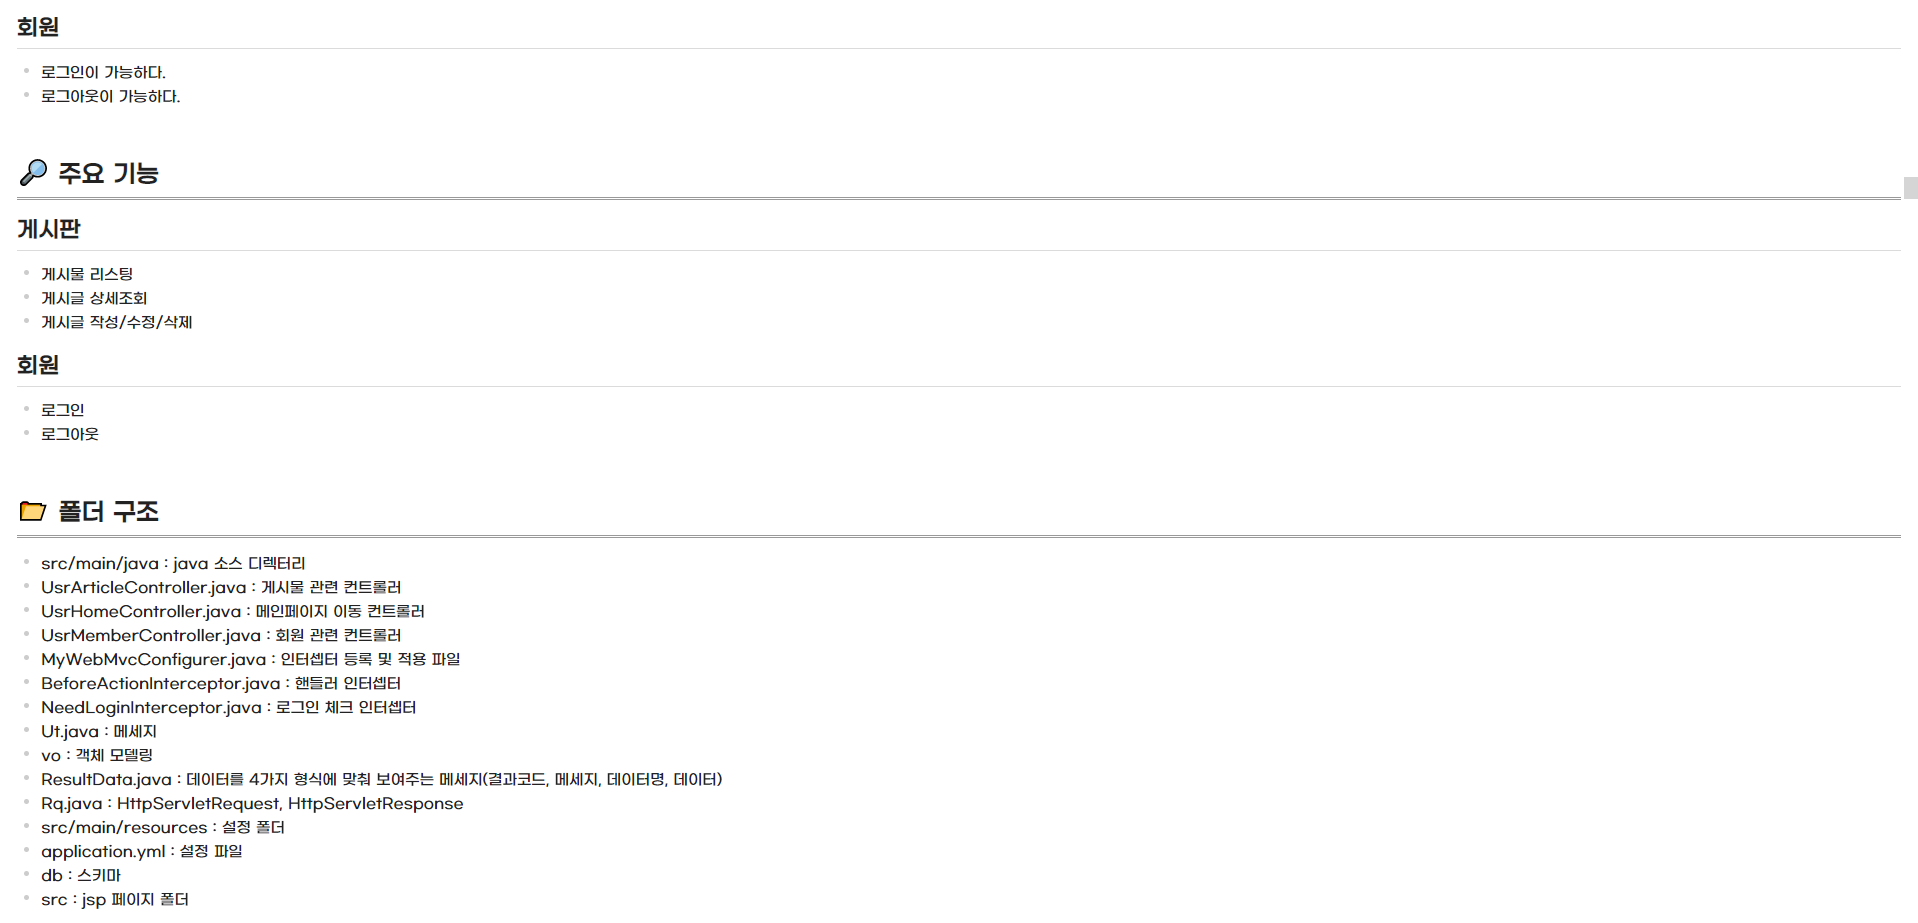 회원
로그인이 가능하다.
로그아웃이 가능하다.
주요 기능
게시판
게시물 리스팅
게시글 상세조회
게시글 작성/수정/삭제
회원
로그인
로그아웃
폴더 구조
src/main/java : java 소스 디렉터리
UsrArticleController.java : 게시물 관련 컨트롤러
UsrHomeController.java : 메인페이지 이동 컨트롤러
UsrMemberController.java : 회원 관련 컨트롤러
MyWebMvcConfigurer.java : 인터셉터 등록 및 적용 파일
BeforeActionInterceptor.java : 핸들러 인터셉터
NeedLoginInterceptor.java : 로그인 체크 인터셉터
Ut.java : 메세지
vo : 객체 모델링
ResultData.java : 데이터를 4가지 형식에 맞춰 보여주는 메세지(결과코드, 메세지, 데이터명, 데이터)
Rq.java : HttpServletRequest, HttpServletResponse
src/main/resources : 설정 폴더
application.yml : 설정 파일
db : 스키마
src : jsp 페이지 폴더